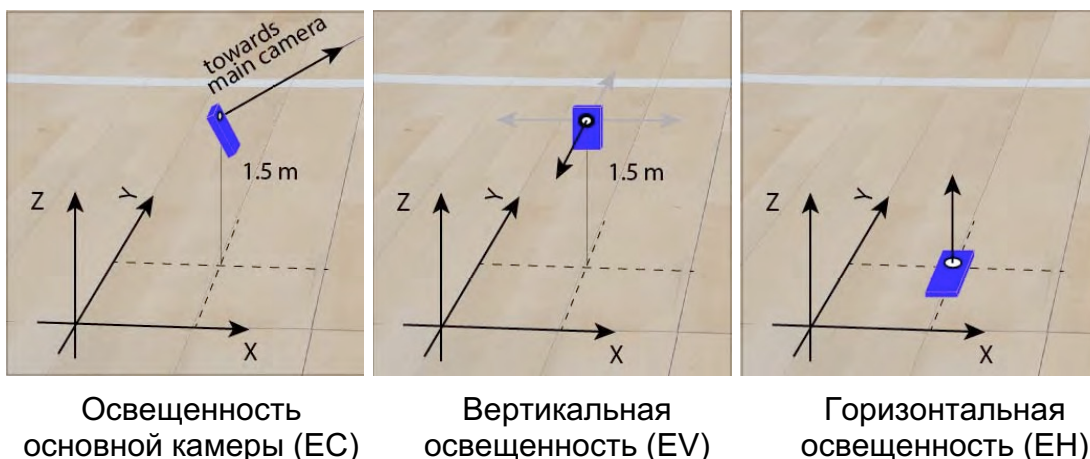 towards
main camera
1.5 m
Z
Y
X
1.5 m
Z
Y
X
Z
Y
X
Освещенность
основной камеры (EC)
Вертикальная
освещенность (EV)
Горизонтальная
освещенность (EH)